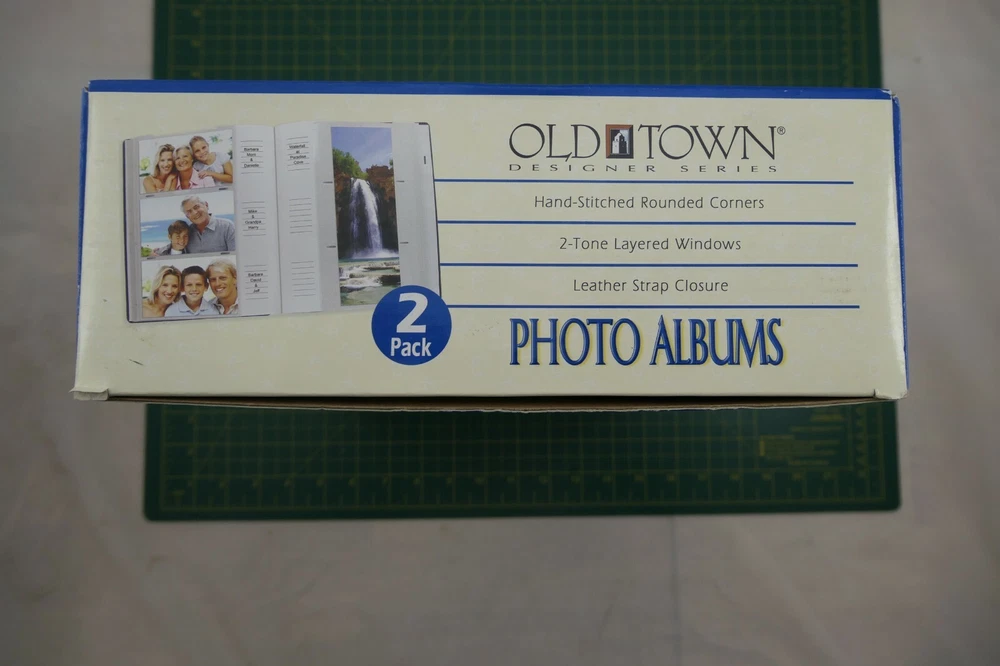 OLD TOWN®
DESIGNER SERIES
Hand-Stitched Rounded Corners
2-Tone Layered Windows
Leather Strap Closure
2
Pack
PHOTO ALBUMS